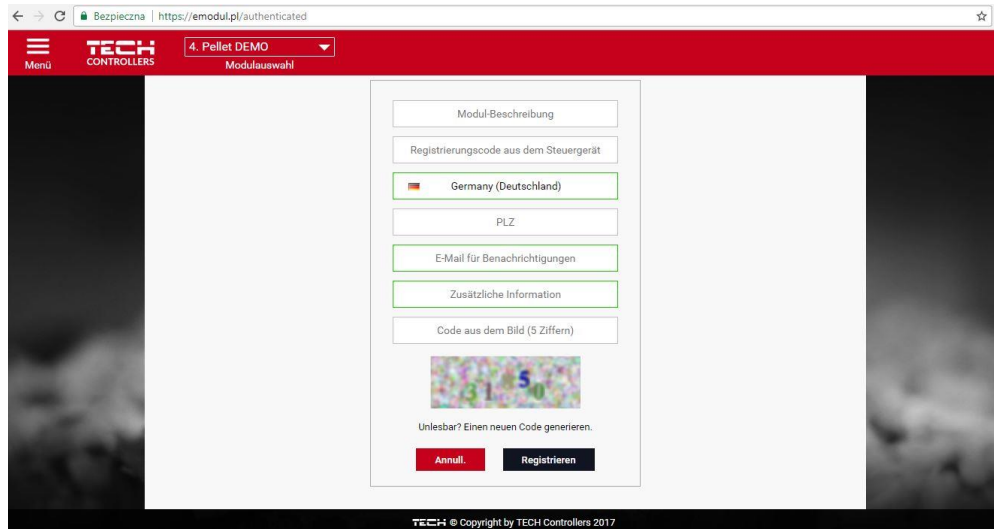 Bezpieczna | https://emodul.pl/authenticated
Menü
TECH
CONTROLLERS
4. Pellet DEMO
Modulauswahl
Modul-Beschreibung
Registrierungscode aus dem Steuergerät
Germany (Deutschland)
PLZ
E-Mail für Benachrichtigungen
Zusätzliche Information
Code aus dem Bild (5 Ziffern)
Unlesbar? Einen neuen Code generieren.
Annull.
Registrieren
TECH © Copyright by TECH Controllers 2017